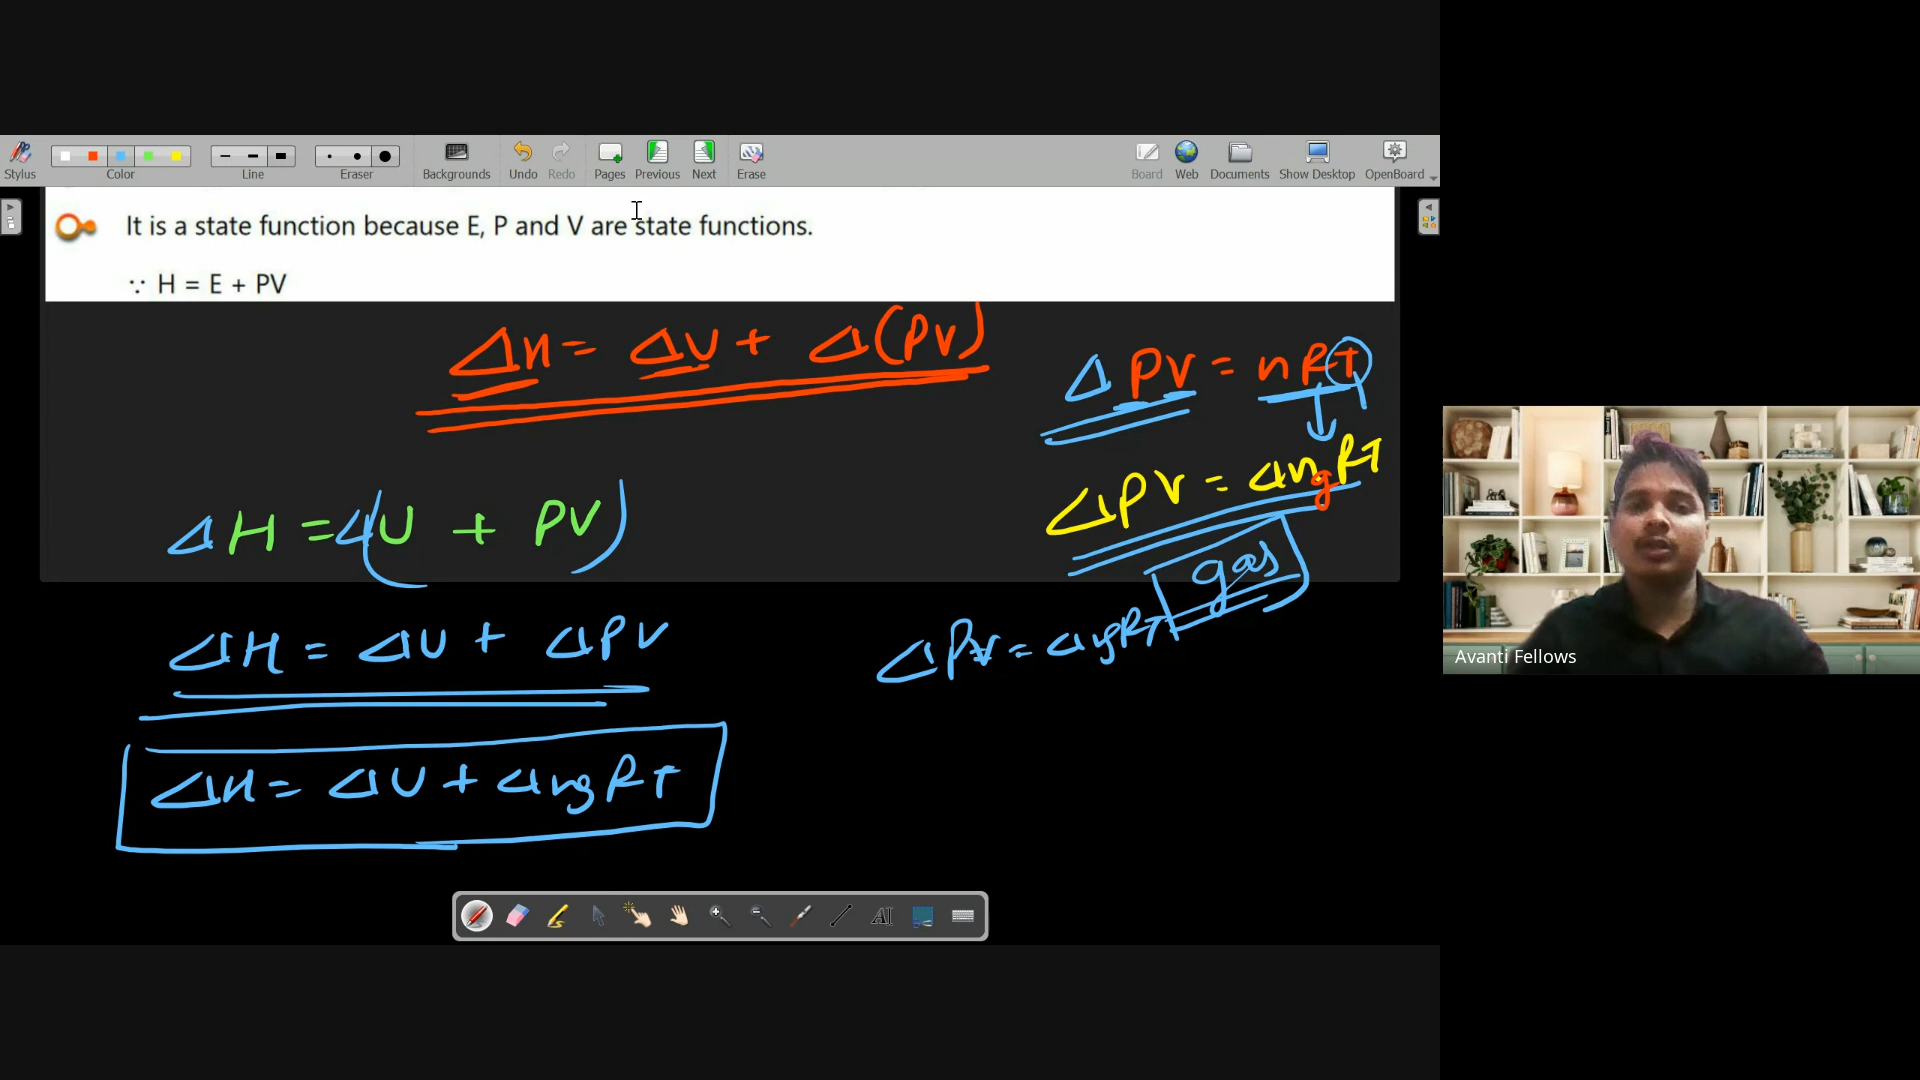 Stylus Color Line Eraser Backgrounds Undo Redo Pages Previous Next Erase Board Web Documents Show Desktop OpenBoard
It is a state function because E, P and V are state functions.
∵ H = E + PV
ΔH = ΔU + Δ(PV)
Δ PV = nRT
ΔPV = ΔngRT
gas
ΔH = Δ(U + PV)
ΔPV = ΔngRT
ΔH = ΔU + ΔPV
ΔH = ΔU + ΔngRT
Avanti Fellows
AI